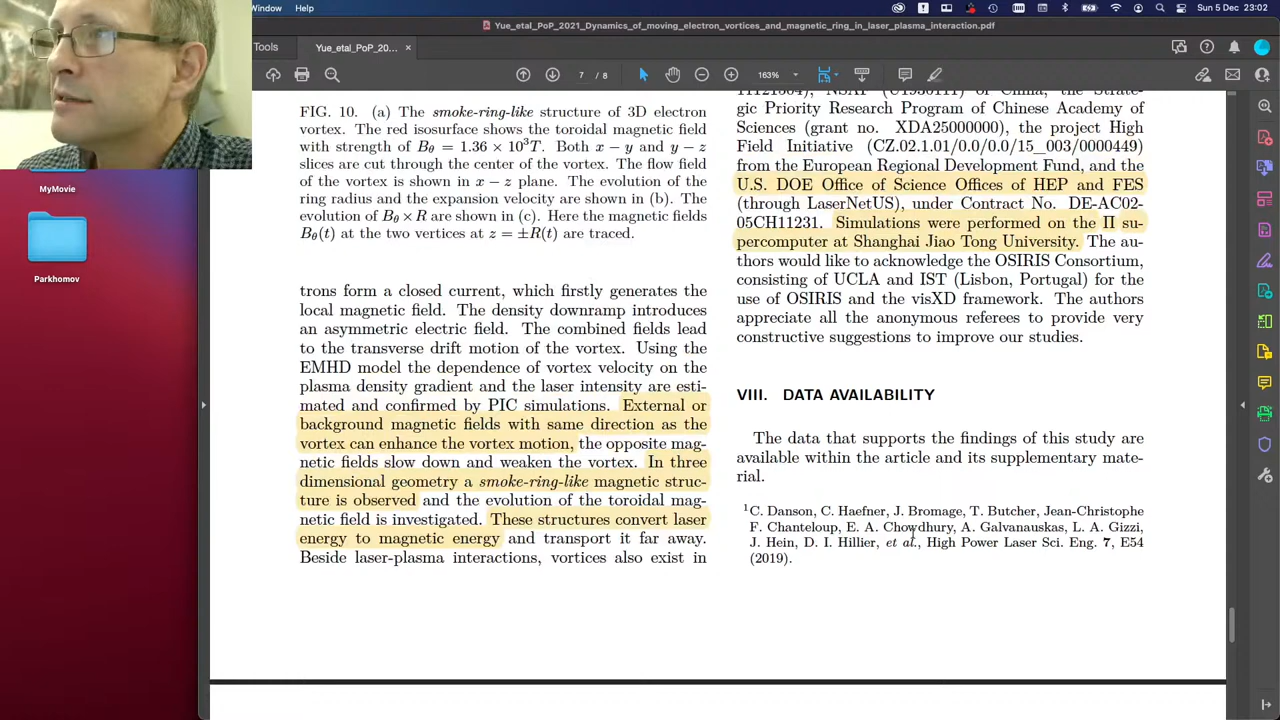 Window Help
Sun 5 Dec 23:02
Yue_etal_PoP_2021_Dynamics_of_moving_electron_vortices_and_magnetic_ring_in_laser_plasma_interaction.pdf
Tools
Yue_etal_PoP_20...
7 / 8
163%
MyMovie
Parkhomov
FIG. 10. (a) The smoke-ring-like structure of 3D electron
vortex. The red isosurface shows the toroidal magnetic field
with strength of Bθ = 1.36 × 10³T. Both x − y and y − z
slices are cut through the center of the vortex. The flow field
of the vortex is shown in x − z plane. The evolution of the
ring radius and the expansion velocity are shown in (b). The
evolution of Bθ × R are shown in (c). Here the magnetic fields
Bθ(t) at the two vertices at z = ±R(t) are traced.
trons form a closed current, which firstly generates the
local magnetic field. The density downramp introduces
an asymmetric electric field. The combined fields lead
to the transverse drift motion of the vortex. Using the
EMHD model the dependence of vortex velocity on the
plasma density gradient and the laser intensity are esti-
mated and confirmed by PIC simulations. External or
background magnetic fields with same direction as the
vortex can enhance the vortex motion, the opposite mag-
netic fields slow down and weaken the vortex. In three
dimensional geometry a smoke-ring-like magnetic struc-
ture is observed and the evolution of the toroidal mag-
netic field is investigated. These structures convert laser
energy to magnetic energy and transport it far away.
Beside laser-plasma interactions, vortices also exist in
of China, the Strate-
gic Priority Research Program of Chinese Academy of
Sciences (grant no. XDA25000000), the project High
Field Initiative (CZ.02.1.01/0.0/0.0/15_003/0000449)
from the European Regional Development Fund, and the
U.S. DOE Office of Science Offices of HEP and FES
(through LaserNetUS), under Contract No. DE-AC02-
05CH11231. Simulations were performed on the Π su-
percomputer at Shanghai Jiao Tong University. The au-
thors would like to acknowledge the OSIRIS Consortium,
consisting of UCLA and IST (Lisbon, Portugal) for the
use of OSIRIS and the visXD framework. The authors
appreciate all the anonymous referees to provide very
constructive suggestions to improve our studies.
VIII. DATA AVAILABILITY
The data that supports the findings of this study are
available within the article and its supplementary mate-
rial.
¹C. Danson, C. Haefner, J. Bromage, T. Butcher, Jean-Christophe
F. Chanteloup, E. A. Chowdhury, A. Galvanauskas, L. A. Gizzi,
J. Hein, D. I. Hillier, et al., High Power Laser Sci. Eng. 7, E54
(2019).